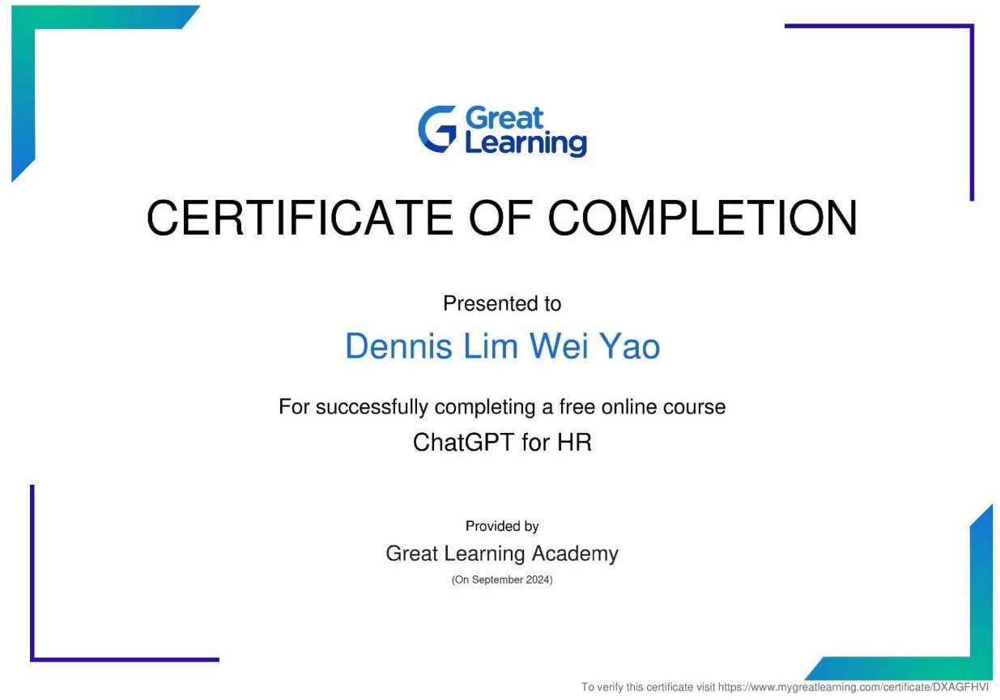 Great
Learning
CERTIFICATE OF COMPLETION
Presented to
Dennis Lim Wei Yao
For successfully completing a free online course
ChatGPT for HR
Provided by
Great Learning Academy
(On September 2024)
To verify this certificate visit https://www.mygreatlearning.com/certificate/DXAGFHVI